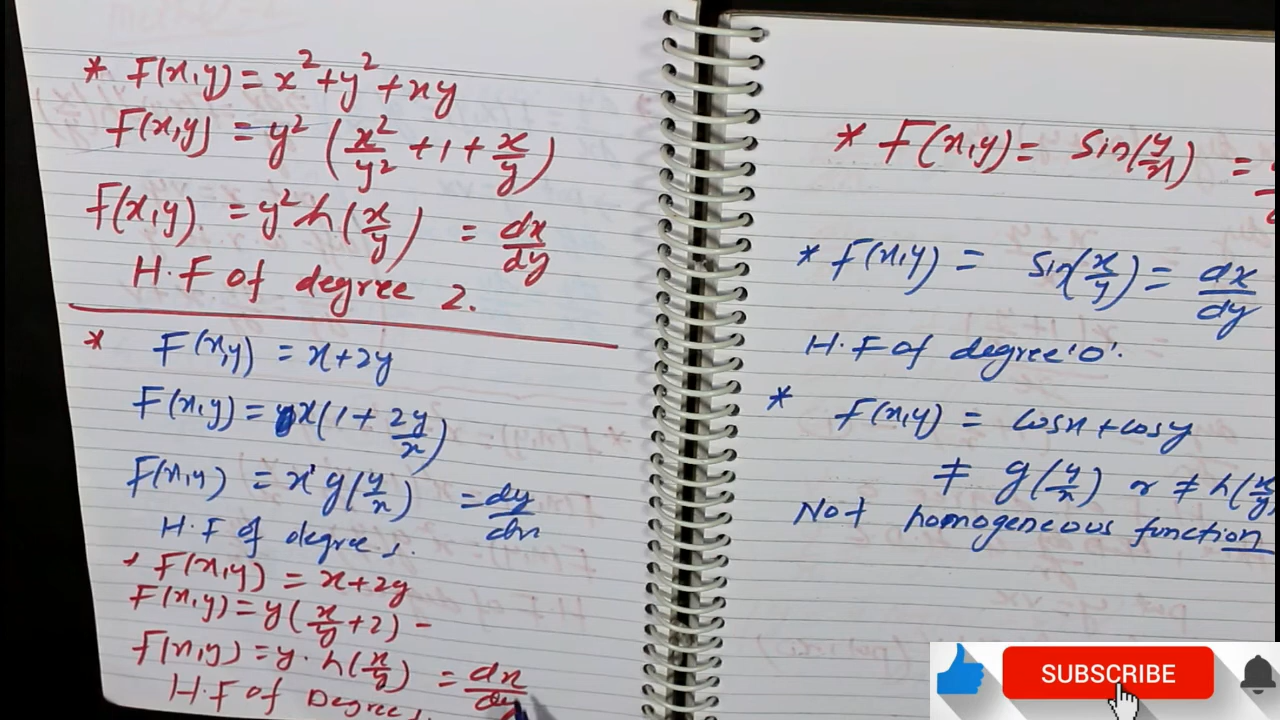 * F(x,y) = x² + y² + xy
F(x,y) = y² (x²/y² + 1 + x/y)
F(x,y) = y² h(x/y) = dx/dy
H.F of degree 2.
* F(x,y) = x + 2y
F(x,y) = x(1 + 2y/x)
F(x,y) = x¹ g(y/x) = dy/dx
H.F of degree 1.
* F(x,y) = x + 2y
F(x,y) = y(x/y + 2) -
F(x,y) = y. h(x/y) = dx/dy
H.F of Degree 1.
* F(x,y) = Sin(y/x) =
* F(x,y) = Sin(x/y) = dx/dy
H.F of degree '0'.
* F(x,y) = Cosx + Cosy
≠ g(y/x) or ≠ h(x/y)
Not homogeneous function
SUBSCRIBE